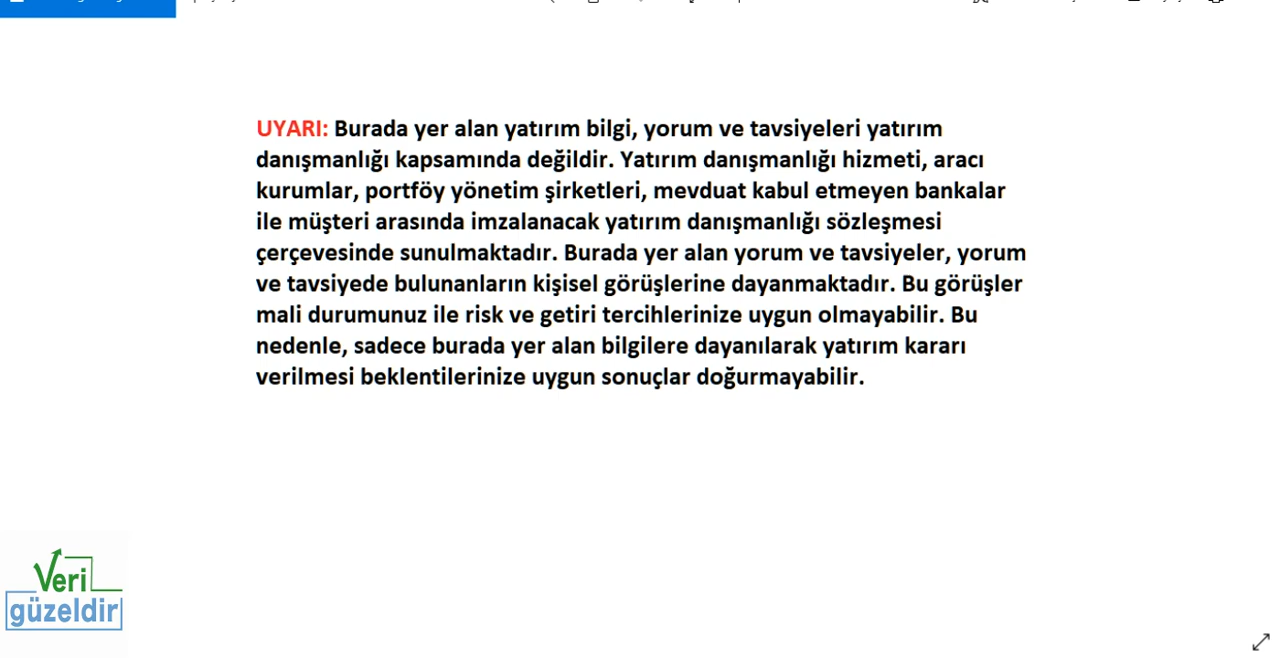 UYARI: Burada yer alan yatırım bilgi, yorum ve tavsiyeleri yatırım
danışmanlığı kapsamında değildir. Yatırım danışmanlığı hizmeti, aracı
kurumlar, portföy yönetim şirketleri, mevduat kabul etmeyen bankalar
ile müşteri arasında imzalanacak yatırım danışmanlığı sözleşmesi
çerçevesinde sunulmaktadır. Burada yer alan yorum ve tavsiyeler, yorum
ve tavsiyede bulunanların kişisel görüşlerine dayanmaktadır. Bu görüşler
mali durumunuz ile risk ve getiri tercihlerinize uygun olmayabilir. Bu
nedenle, sadece burada yer alan bilgilere dayanılarak yatırım kararı
verilmesi beklentilerinize uygun sonuçlar doğurmayabilir.
Veri
güzeldir